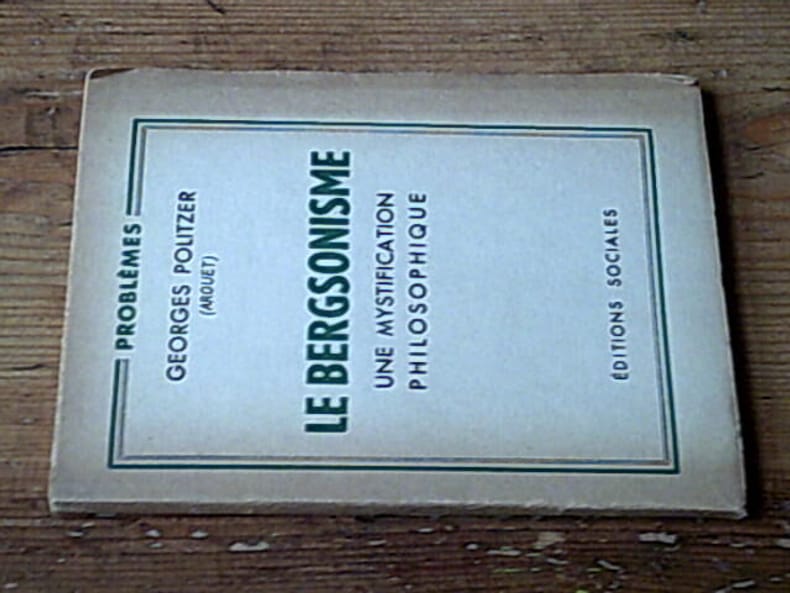 PROBLÈMES
GEORGES POLITZER
(AROUET)
LE BERGSONISME
UNE MYSTIFICATION
PHILOSOPHIQUE
ÉDITIONS SOCIALES